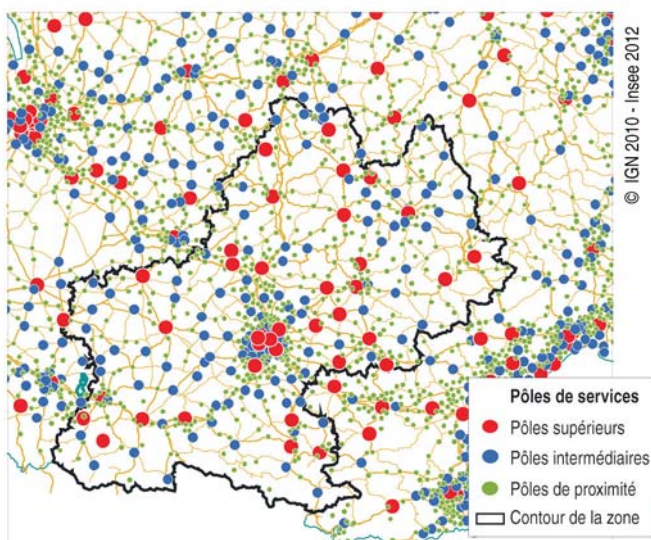 © IGN 2010 - Insee 2012
Pôles de services
Pôles supérieurs
Pôles intermédiaires
Pôles de proximité
Contour de la zone